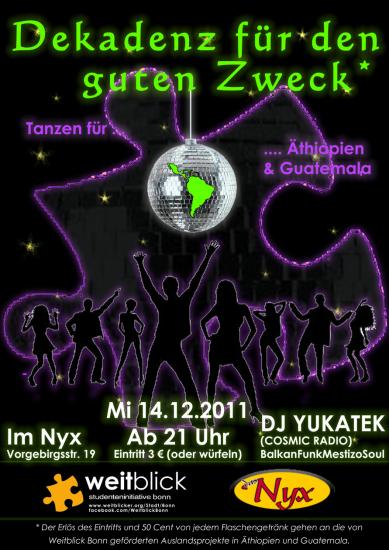 Dekadenz für den
guten Zweck*
Tanzen für ...
.... Äthiopien
& Guatemala
Mi 14.12.2011
Im Nyx
Vorgebirgsstr. 19
Ab 21 Uhr
Eintritt 3 € (oder würfeln)
DJ YUKATEK
(COSMIC RADIO)
BalkanFunkMestizoSoul
weitblick
studenteninitiative bonn
www.weitblicker.org/Stadt/Bonn
facebook.com/WeitblickBonn
Nyx
* Der Erlös des Eintritts und 50 Cent von jedem Flaschengetränk gehen an die von
Weitblick Bonn geförderten Auslandsprojekte in Äthiopien und Guatemala.